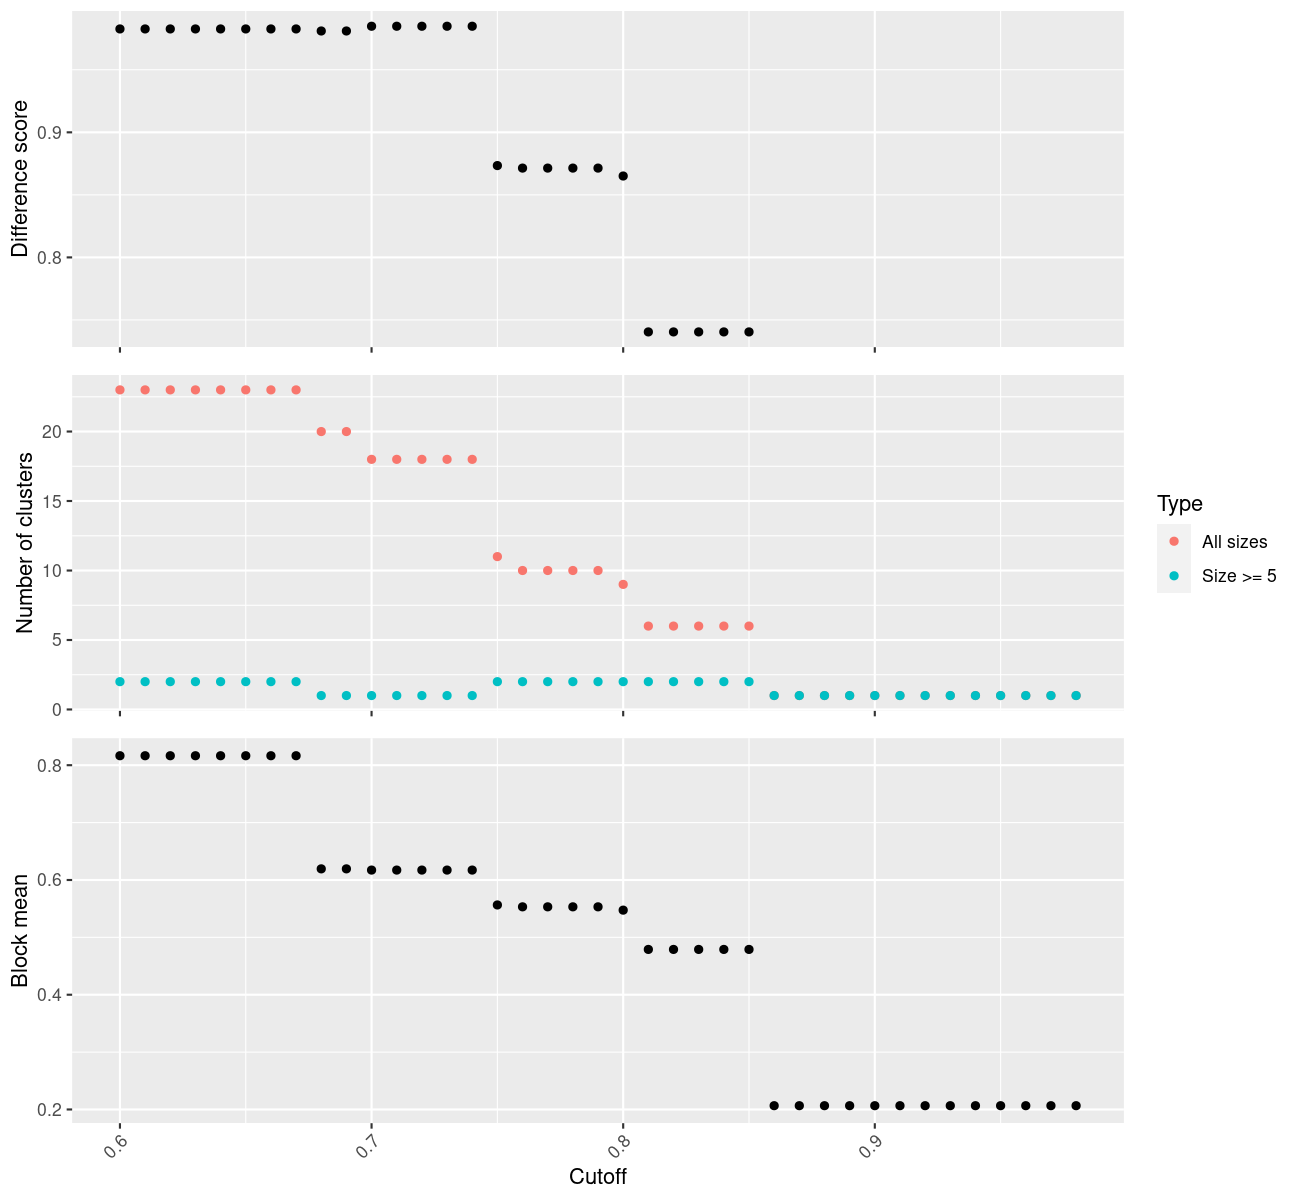 Difference score
0.9
0.8
Number of clusters
20
15
10
5
0
Type
All sizes
Size >= 5
Block mean
0.8
0.6
0.4
0.2
0.6
0.7
0.8
0.9
Cutoff